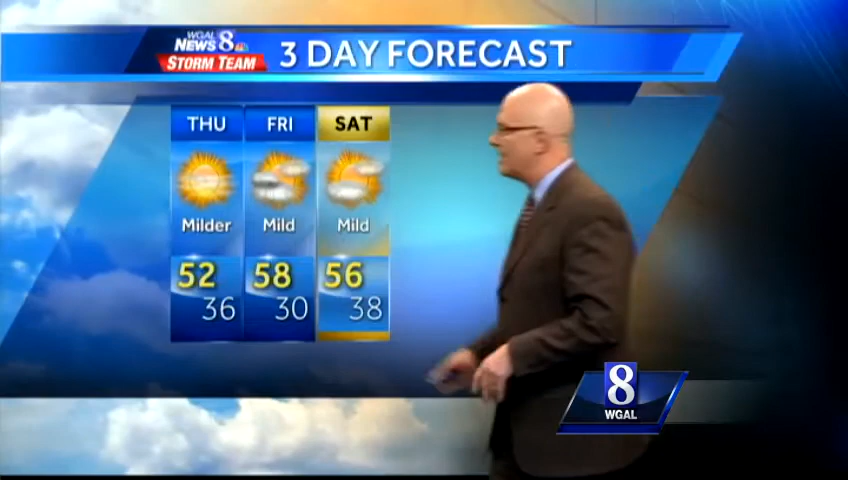 WGAL
NEWS 8
STORM TEAM
3 DAY FORECAST
THU FRI SAT
Milder Mild Mild
52 58 56
36 30 38
8
WGAL